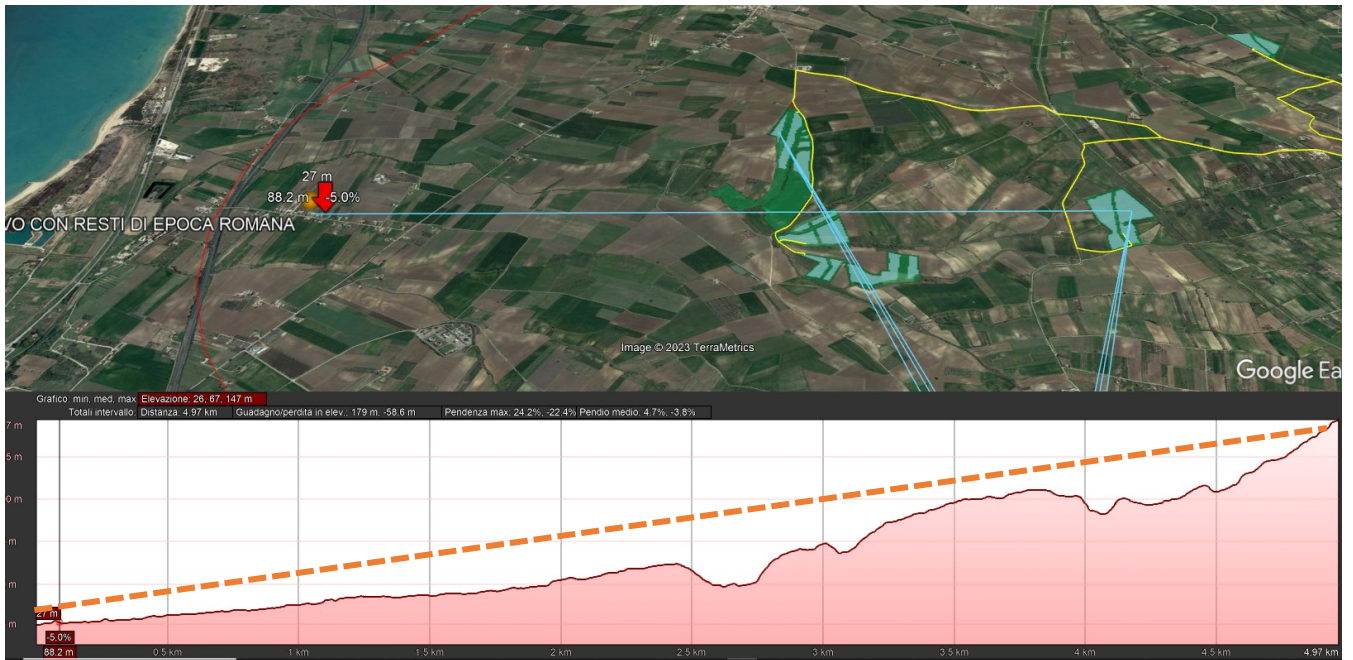 27 m
88.2 m -5.0%
VO CON RESTI DI EPOCA ROMANA
Image © 2023 TerraMetrics
Google Ea
Grafico: min. med. max Elevazione: 26, 67, 147 m
Totali intervallo: Distanza: 4.97 km Guadagno/perdita in elev.: 179 m, -58.6 m Pendenza max: 24.2%, -22.4% Pendio medio: 4.7%, -3.8%
7 m
5 m
0 m
m
m
m
27 m
-5.0%
88.2 m 0.5 km 1 km 1.5 km 2 km 2.5 km 3 km 3.5 km 4 km 4.5 km 4.97 km